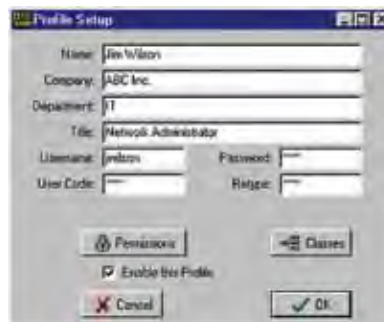 Profile Setup
Name: Jim Wilson
Company: ABC Inc.
Department: IT
Title: Network Administrator
Username: jwilson Password: ****
User Code: **** Retype: ****
Permissions Classes
Enable this Profile
Cancel OK